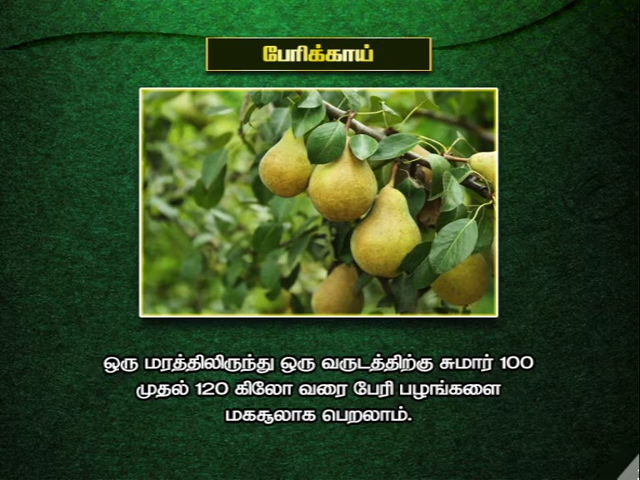 பேரிக்காய்
ஒரு மரத்திலிருந்து ஒரு வருடத்திற்கு சுமார் 100
முதல் 120 கிலோ வரை பேரி பழங்களை
மகசூலாக பெறலாம்.